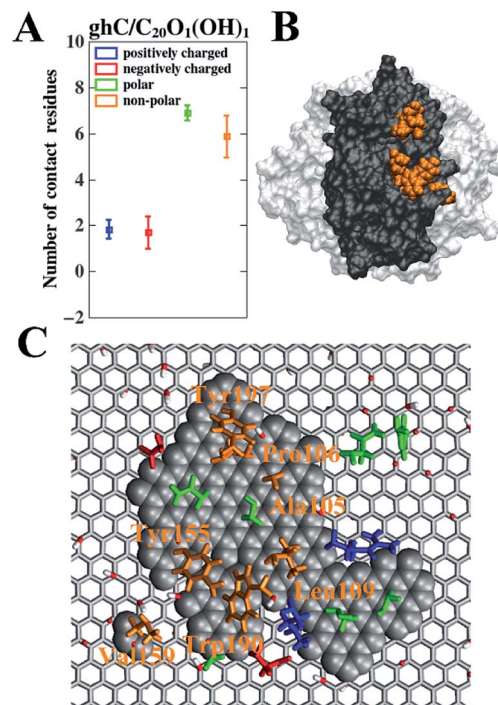 A
B
ghC/C20O1(OH)1
positively charged
negatively charged
polar
non-polar
Number of contact residues
10
8
6
4
2
0
−2
C
Tyr197
Pro106
Ala105
Tyr155
Leu109
Trp190
Val159